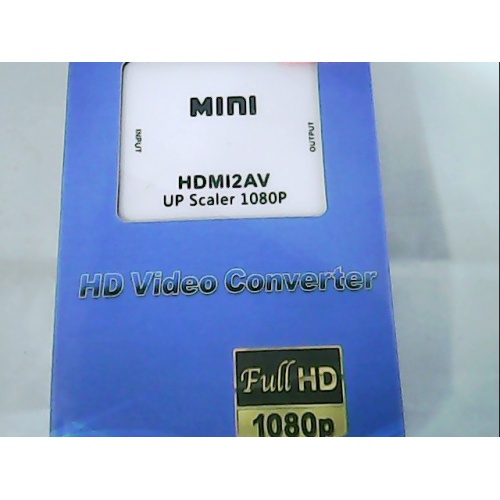 MINI
INPUT
OUTPUT
HDMI2AV
UP Scaler 1080P
HD Video Converter
Full HD
1080p